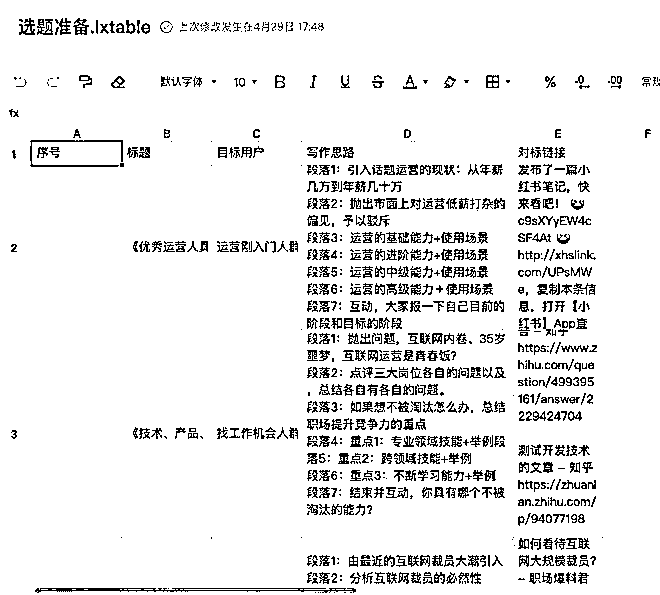 选题准备.lxtable 上次修改发生在4月29日 17:48
默认字体 10 B I U S A % .0 .00 常规
fx
A B C D E F
1 序号 标题 目标用户 写作思路 对标链接
2 《优秀运营人具 运营刚入门人群
段落1：引入话题运营的现状：从年薪
几万到年薪几十万
段落2：抛出市面上对运营低薪打杂的
偏见，予以驳斥
段落3：运营的基础能力+使用场景
段落4：运营的进阶能力+使用场景
段落5：运营的中级能力+使用场景
段落6：运营的高级能力+使用场景
段落7：互动，大家报一下自己目前的
阶段和目标的阶段
发布了一篇小
红书笔记，快
来看吧！
c9sXYyEW4c
SF4At
http://xhslink.
com/UPsMW
e，复制本条信
息，打开【小
红书】App查
3 《技术、产品、 找工作机会人群
段落1：抛出问题，互联网内卷、35岁
噩梦，互联网运营是青春饭？
段落2：点评三大岗位各自的问题以及
，总结各自有各自的问题。
段落3：如果想不被淘汰怎么办，总结
职场提升竞争力的重点
段落4：重点1：专业领域技能+举例段
落5：重点2：跨领域技能+举例
段落6：重点3：不断学习能力+举例
段落7：结束并互动，你具有哪个不被
淘汰的能力？
– 知乎
https://www.z
hihu.com/que
stion/499395
161/answer/2
229424704
测试开发技术
的文章 – 知乎
https://zhuanl
an.zhihu.com/
p/94077198
段落1：由最近的互联网裁员大潮引入
段落2：分析互联网裁员的必然性
如何看待互联
网大规模裁员？
– 职场爆料君